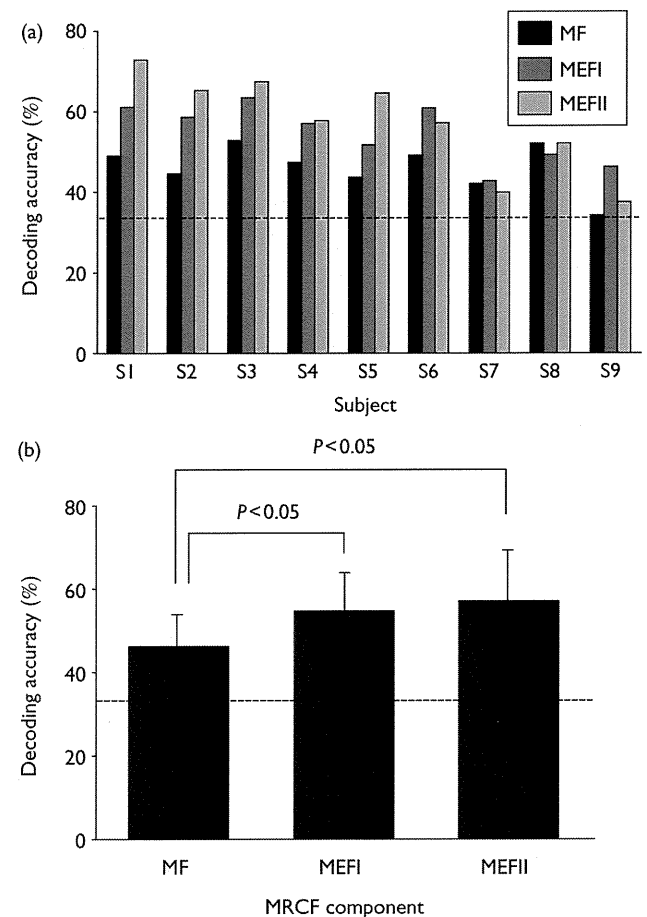 (a)
80
60
40
20
0
Decoding accuracy (%)
MF
MEFI
MEFII
S1 S2 S3 S4 S5 S6 S7 S8 S9
Subject
(b)
P<0.05
P<0.05
80
60
40
20
0
Decoding accuracy (%)
MF MEFI MEFII
MRCF component